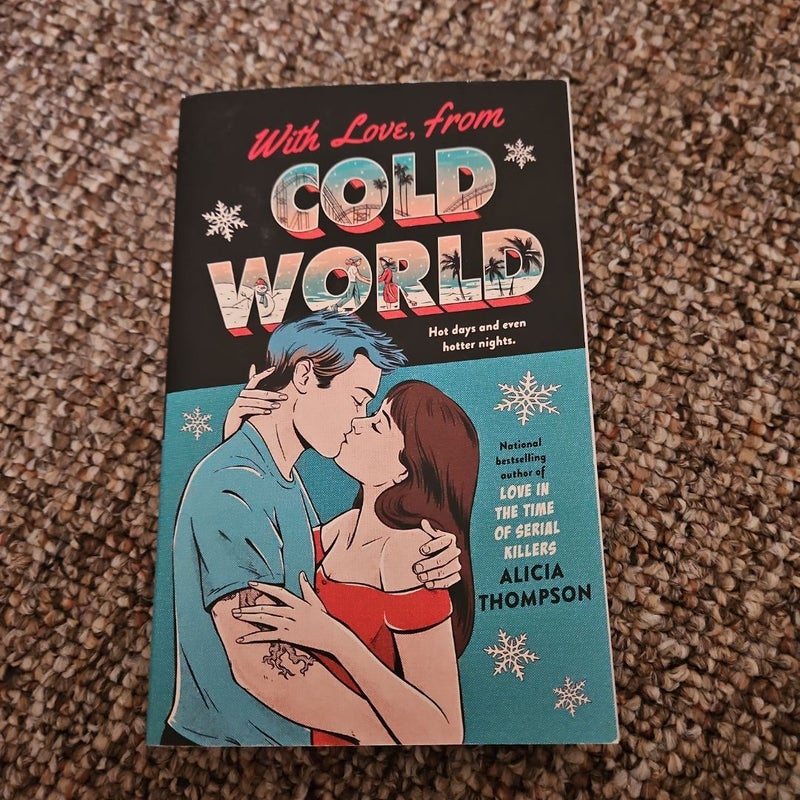 With Love, from
COLD
WORLD
Hot days and even
hotter nights.
National
bestselling
author of
LOVE IN
THE TIME
OF SERIAL
KILLERS
ALICIA
THOMPSON